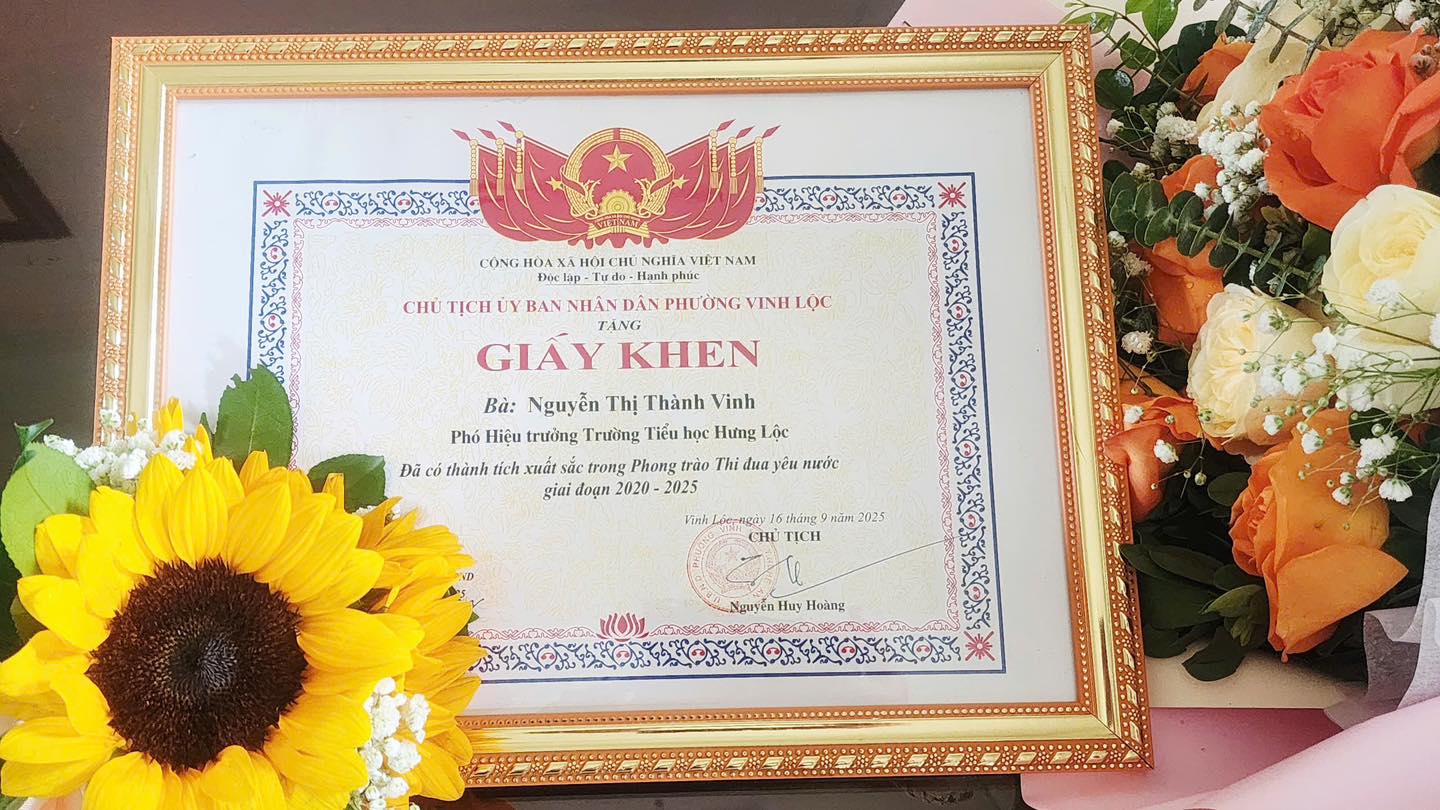 VIỆT NAM
CỘNG HÒA XÃ HỘI CHỦ NGHĨA VIỆT NAM
Độc lập - Tự do - Hạnh phúc
CHỦ TỊCH ỦY BAN NHÂN DÂN PHƯỜNG VINH LỘC
TẶNG
GIẤY KHEN
Bà: Nguyễn Thị Thành Vinh
Phó Hiệu trưởng Trường Tiểu học Hưng Lộc
Đã có thành tích xuất sắc trong Phong trào Thi đua yêu nước
giai đoạn 2020 - 2025
Vinh Lộc, ngày 16 tháng 9 năm 2025
CHỦ TỊCH
Nguyễn Huy Hoàng